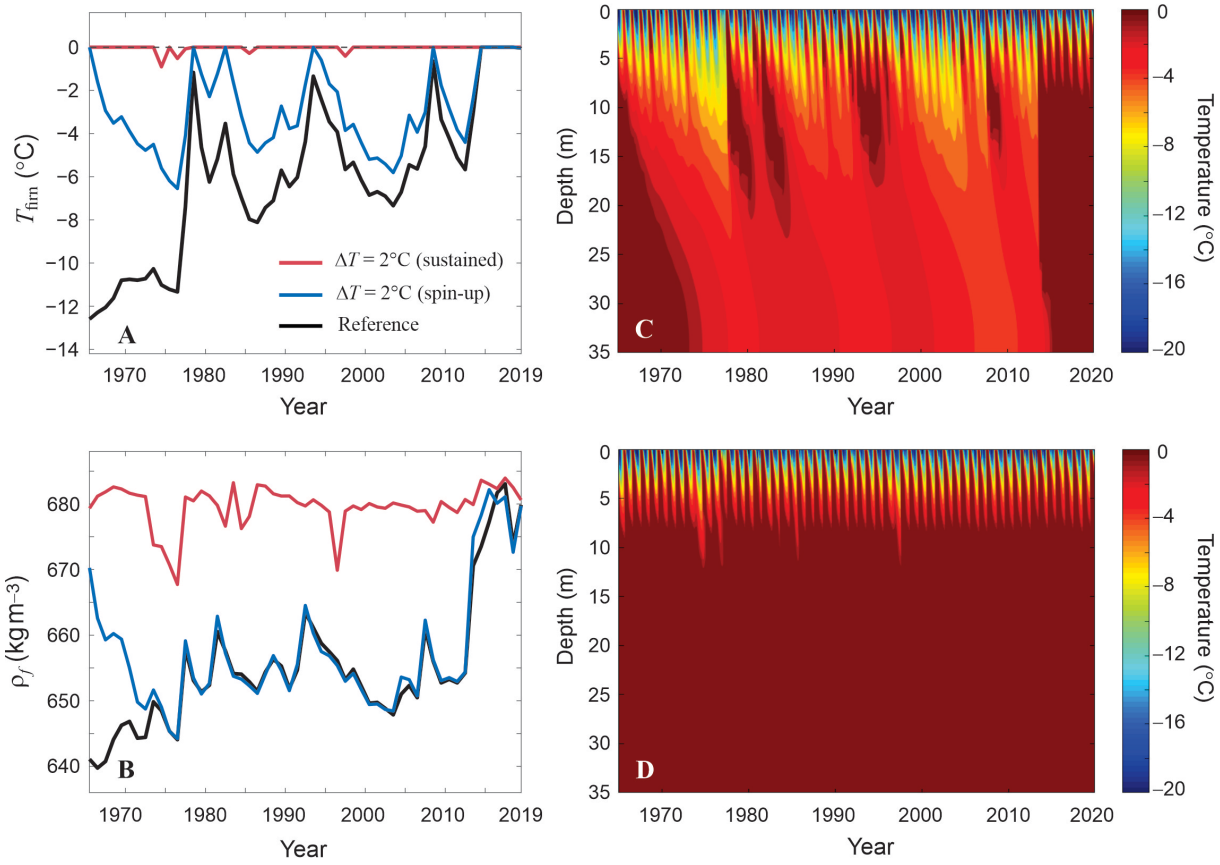 0
−2
−4
−6
−8
−10
−12
−14
T_firn (°C)
ΔT = 2°C (sustained)
ΔT = 2°C (spin-up)
Reference
A
1970 1980 1990 2000 2010 2019
Year
0
5
10
15
20
25
30
35
Depth (m)
C
1970 1980 1990 2000 2010 2020
Year
0
−4
−8
−12
−16
−20
Temperature (°C)
680
670
660
650
640
ρ_f (kgm−3)
B
1970 1980 1990 2000 2010 2019
Year
0
5
10
15
20
25
30
35
Depth (m)
D
1970 1980 1990 2000 2010 2020
Year
0
−4
−8
−12
−16
−20
Temperature (°C)